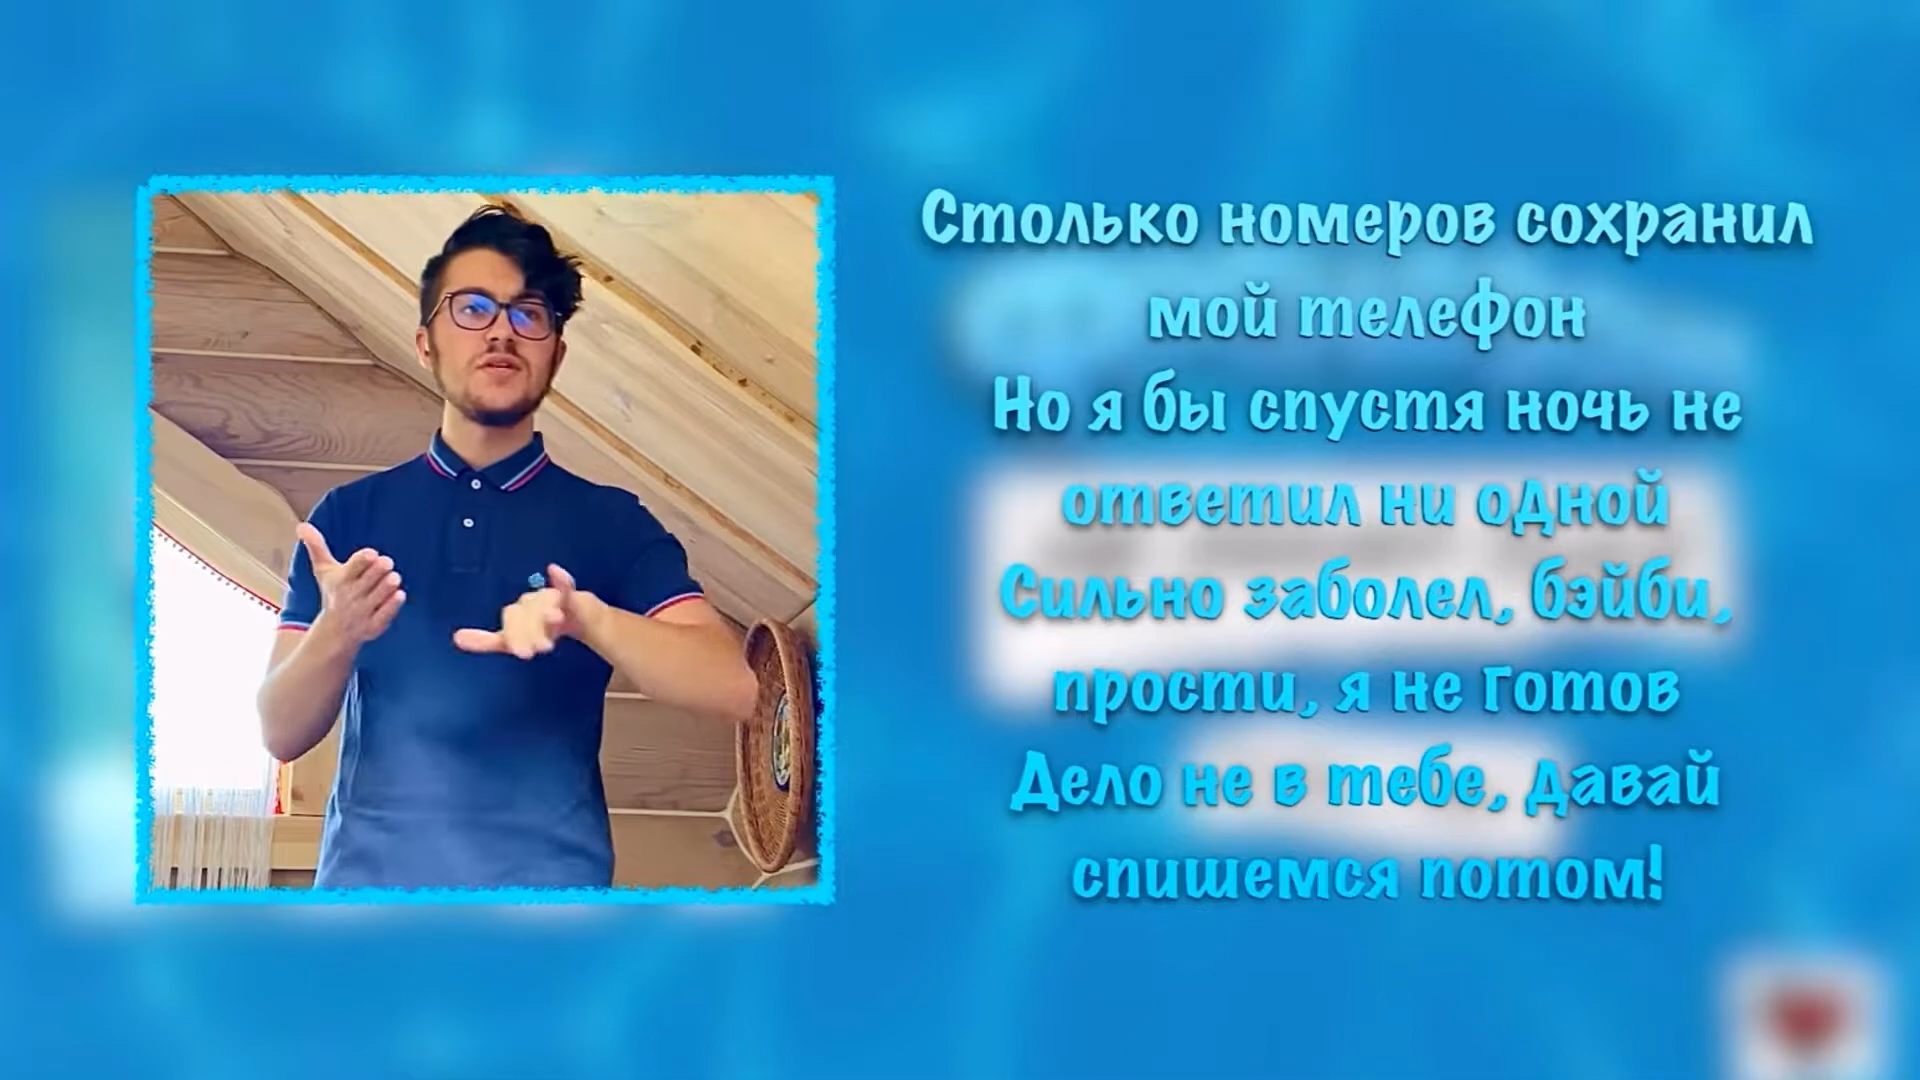 Столько номеров сохранил
мой телефон
Но я бы спустя ночь не
ответил ни одной
Сильно заболел, бэйби,
прости, я не готов
Дело не в тебе, давай
спишемся потом!